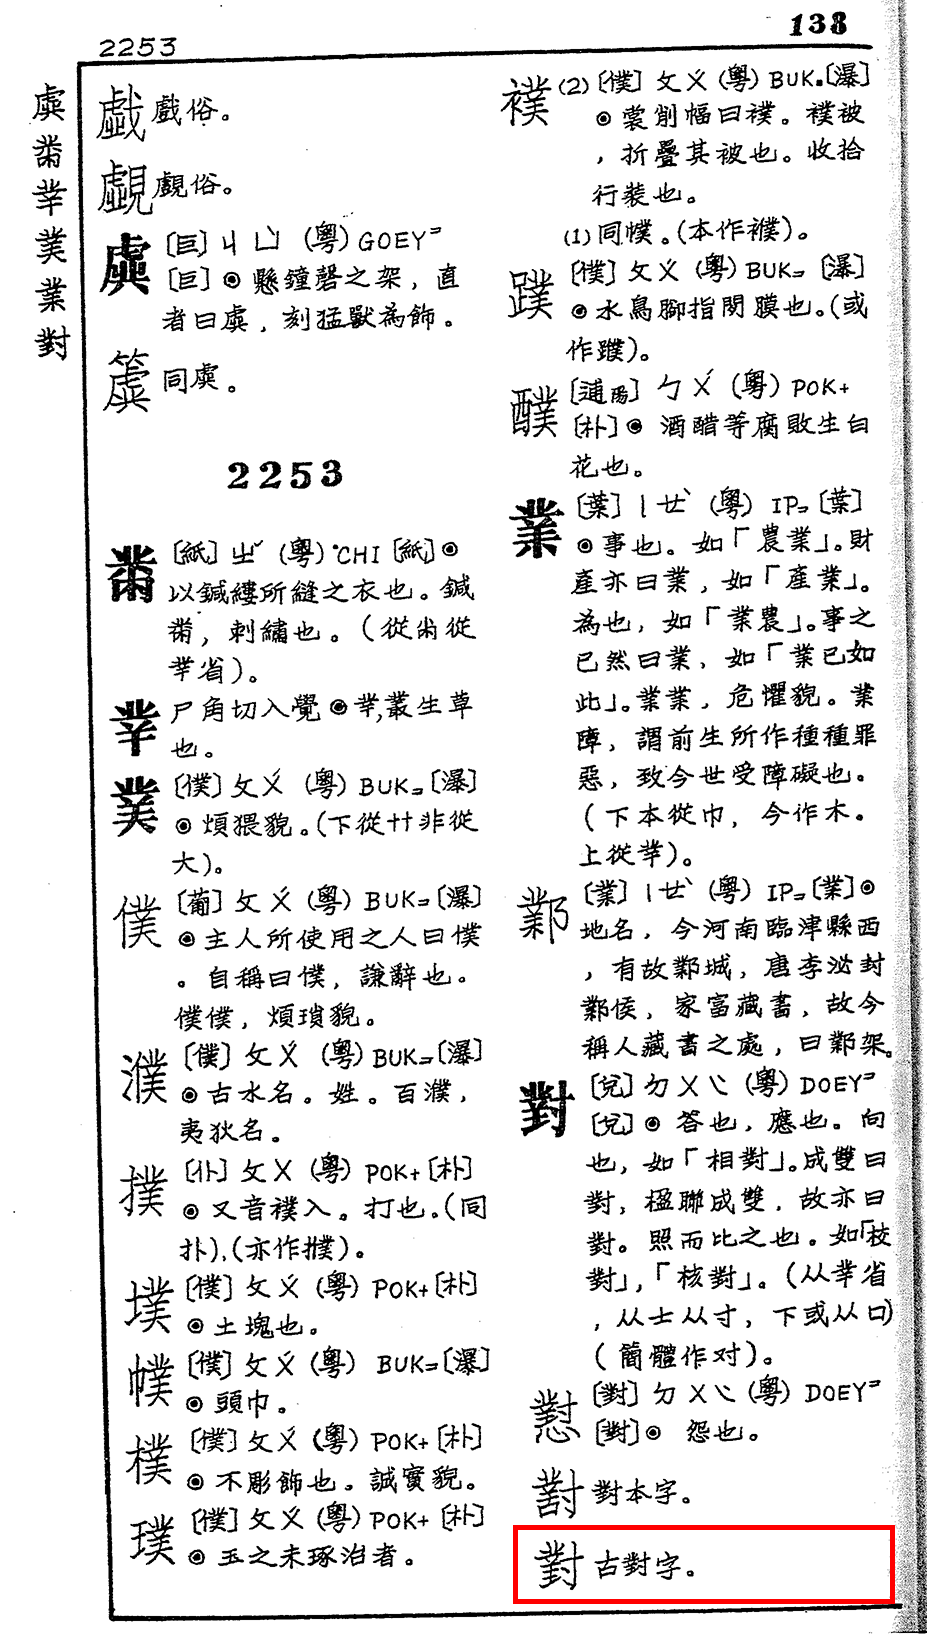 2253
138
虡
黹
丵
菐
業
對
戯 戲俗。
覤 覰俗。
虡 [巨] ㄐㄩˋ (粵) GOEY=
[巨] ⊙ 懸鐘磬之架，直
者曰虡，刻猛獸為飾。
簴 同虡。
2253
黹 [紙] ㄓˇ (粵) °CHI [紙] ⊙
以鍼縷所縫之衣也。鍼
黹，刺繡也。(從㡀從
丵省)。
丵 尸角切入覺 ⊙ 丵,叢生草
也。
菐 [僕] ㄆㄨˊ (粵) BUK= [瀑]
⊙ 煩猥貌。(下從廾非從
大)。
僕 [葡] ㄆㄨˊ (粵) BUK= [瀑]
⊙ 主人所使用之人曰僕
。自稱曰僕，謙辭也。
僕僕，煩瑣貌。
濮 [僕] ㄆㄨˊ (粵) BUK= [瀑]
⊙ 古水名。姓。百濮，
夷狄名。
撲 [仆] ㄆㄨ (粵) POK+ [朴]
⊙ 又音襆入。打也。(同
扑),(亦作擈)。
墣 [僕] ㄆㄨˊ (粵) POK+ [朴]
⊙ 土塊也。
幞 [僕] ㄆㄨˊ (粵) BUK= [瀑]
⊙ 頭巾。
樸 [僕] ㄆㄨˊ (粵) POK+ [朴]
⊙ 不彫飾也。誠實貌。
璞 [僕] ㄆㄨˊ (粵) POK+ [朴]
⊙ 玉之未琢治者。
襆 (2) [僕] ㄆㄨˊ (粵) BUK= [瀑]
⊙ 裳削幅曰襆。襆被
，折疊其被也。收拾
行裝也。
(1) 同幞。(本作襥)。
蹼 [僕] ㄆㄨˊ (粵) BUK= [瀑]
⊙ 水鳥腳指間膜也。(或
作蹼)。
醭 [逋陽] ㄅㄨˊ (粵) POK+
[朴] ⊙ 酒醋等腐敗生白
花也。
業 [葉] ㄧㄝˋ (粵) IP= [葉]
⊙ 事也。如「農業」。財
產亦曰業，如「產業」。
為也，如「業農」。事之
已然曰業，如「業已如
此」。業業，危懼貌。業
障，謂前生所作種種罪
惡，致今世受障礙也。
(下本從巾，今作木。
上從丵)。
鄴 [業] ㄧㄝˋ (粵) IP= [業] ⊙
地名，今河南臨漳縣西
，有故鄴城，唐李泌封
鄴侯，家富藏書，故今
稱人藏書之處，曰鄴架。
對 [兌] ㄉㄨㄟ (粵) DOEY=
[兌] ⊙ 答也，應也。向
也，如「相對」。成雙曰
對，楹聯成雙，故亦曰
對。照而比之也。如「校
對」,「核對」。(从丵省
，从士从寸，下或从口)
(簡體作对)。
懟 [對] ㄉㄨㄟ (粵) DOEY=
[對] ⊙ 怨也。
對本字。
對 古對字。